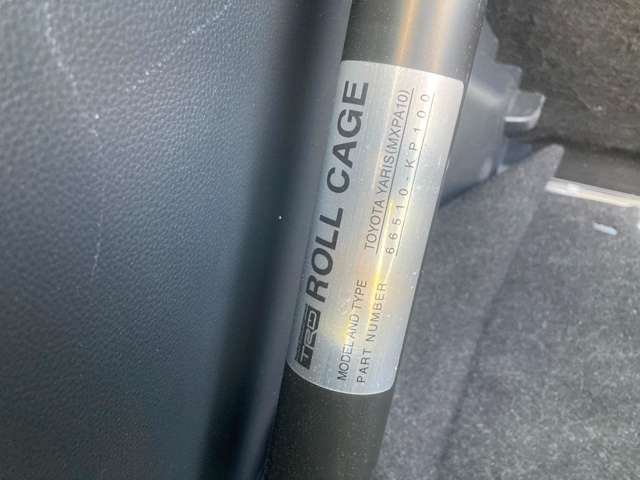 TRD ROLL CAGE
MODEL AND TYPE TOYOTA YARIS(MXPA10)
PART NUMBER 66510-KP100